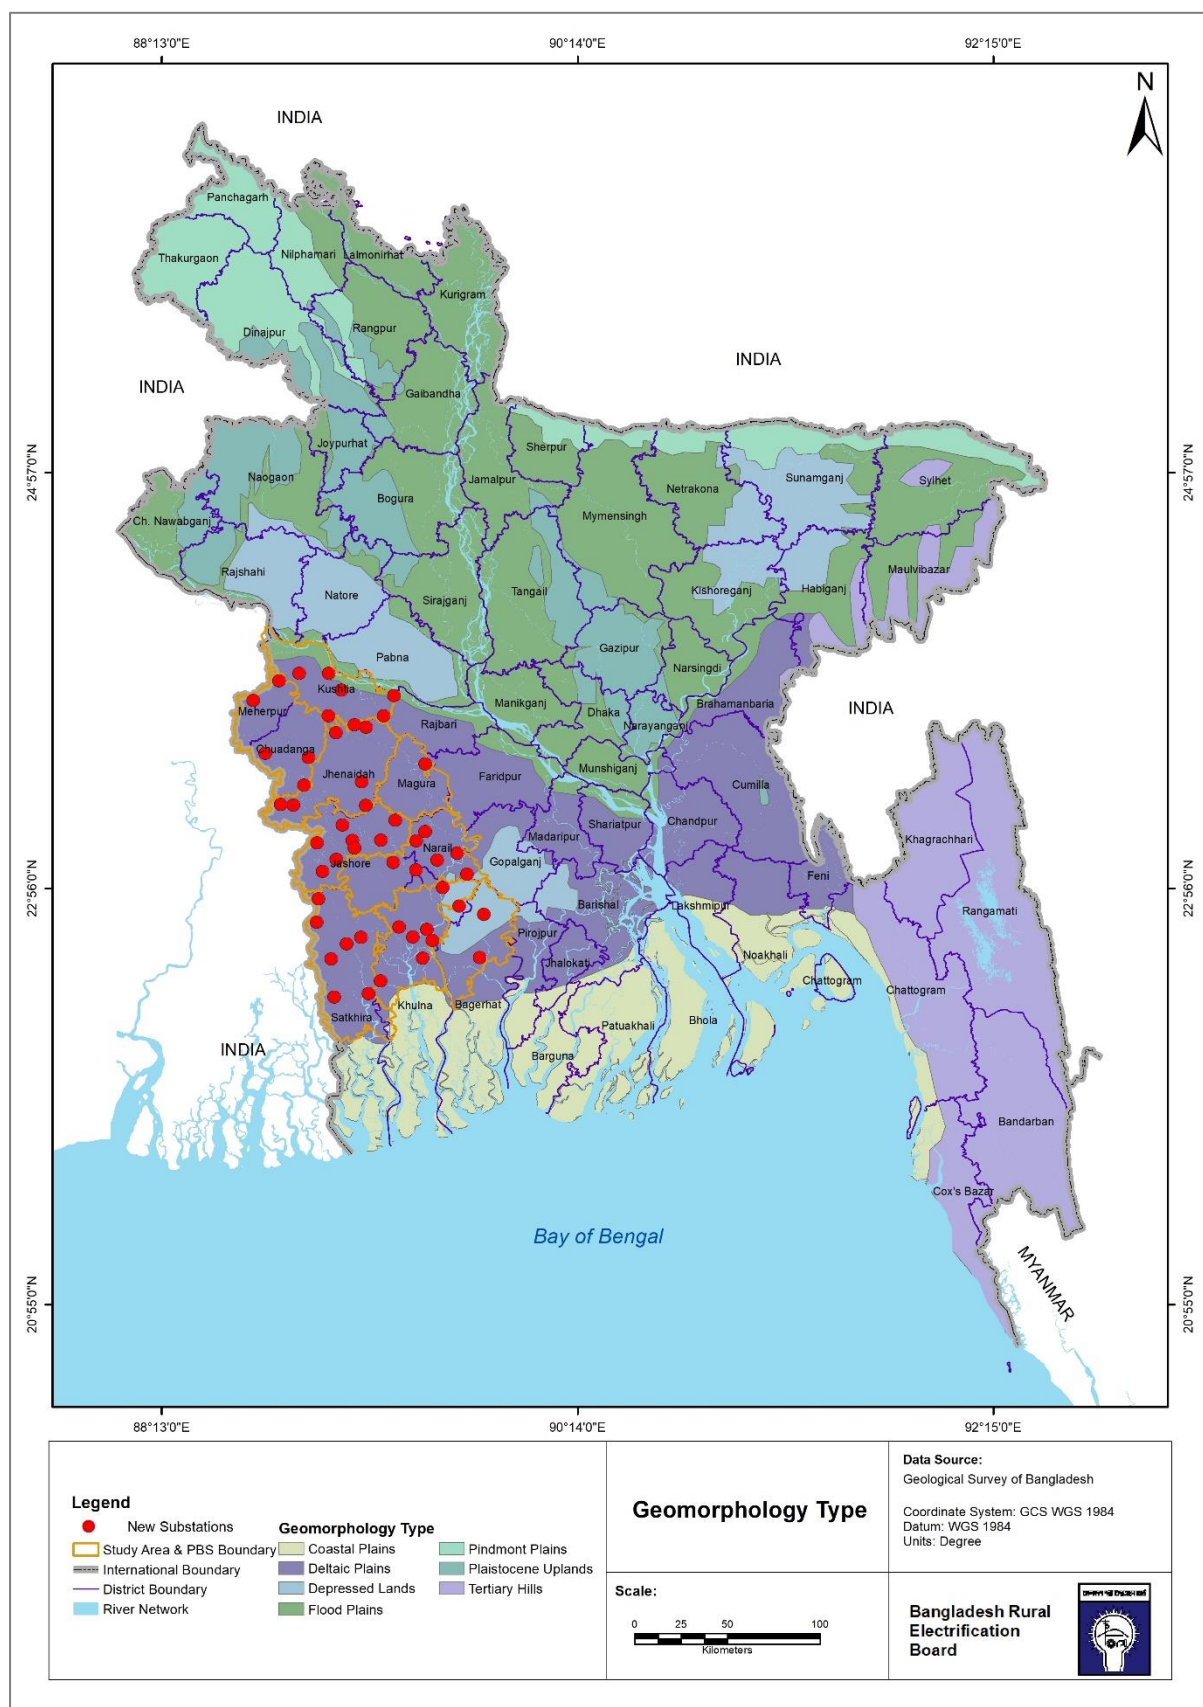 88°13'0"E
90°14'0"E
92°15'0"E
N
INDIA
Panchagarh
Thakurgaon
Nilphamari
Lalmonirhat
Kurigram
Dinajpur
Rangpur
INDIA
INDIA
Gaibandha
Joypurhat
Sherpur
24°57'0"N
24°57'0"N
Naogaon
Jamalpur
Netrakona
Sunamganj
Sylhet
Bogura
Mymensingh
Ch. Nawabganj
Rajshahi
Natore
Sirajganj
Tangail
Kishoreganj
Habiganj
Maulvibazar
Pabna
Gazipur
Narsingdi
Kushtia
Meherpur
Manikganj
Dhaka
Brahamanbaria
INDIA
Rajbari
Narayanganj
Chuadanga
Jhenaidah
Magura
Faridpur
Munshiganj
Cumilla
Shariatpur
Chandpur
Madaripur
Khagrachhari
Narail
Jashore
Gopalganj
Feni
22°56'0"N
22°56'0"N
Barishal
Lakshmipur
Rangamati
Pirojpur
Jhalokati
Noakhali
Chattogram
Chattogram
Khulna
Bagerhat
Satkhira
Patuakhali
Bhola
INDIA
Barguna
Bandarban
Cox's Bazar
Bay of Bengal
MYANMAR
20°55'0"N
20°55'0"N
88°13'0"E
90°14'0"E
92°15'0"E
Legend
New Substations
Study Area & PBS Boundary
International Boundary
District Boundary
River Network
Geomorphology Type
Coastal Plains
Deltaic Plains
Depressed Lands
Flood Plains
Pindmont Plains
Plaistocene Uplands
Tertiary Hills
Geomorphology Type
Scale:
0 25 50 100
Kilometers
Data Source:
Geological Survey of Bangladesh
Coordinate System: GCS WGS 1984
Datum: WGS 1984
Units: Degree
Bangladesh Rural
Electrification
Board